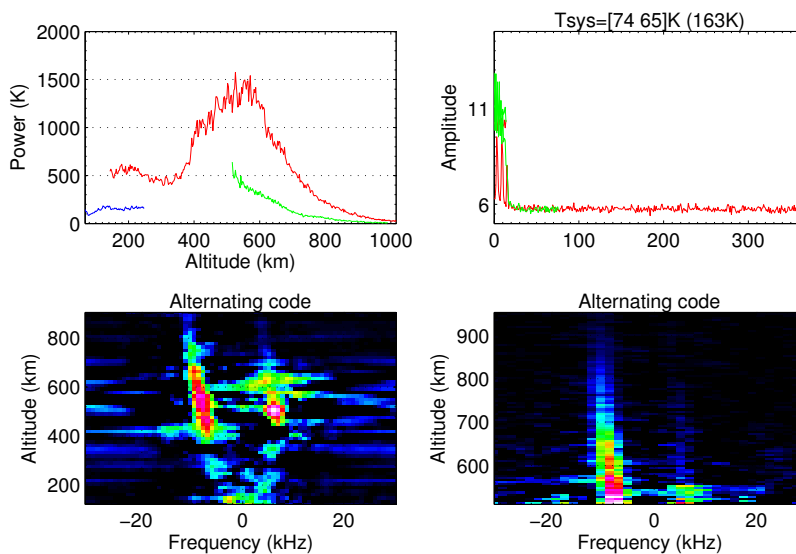 Tsys=[74 65]K (163K)
2000
1500
1000
500
0
Power (K)
200 400 600 800 1000
Altitude (km)
11
6
Amplitude
0 100 200 300
Alternating code
800
600
400
200
Altitude (km)
−20 0 20
Frequency (kHz)
Alternating code
900
800
700
600
Altitude (km)
−20 0 20
Frequency (kHz)